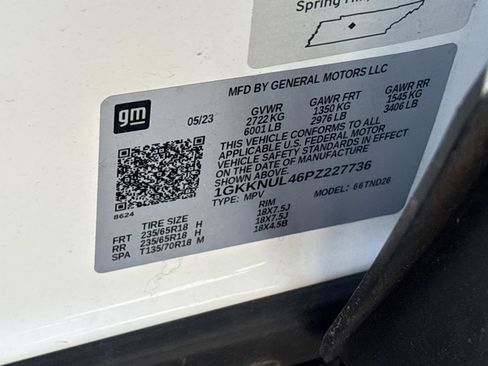 Spring Hill,
MFD BY GENERAL MOTORS LLC
gm
05/23
GVWR GAWR FRT GAWR RR
2722 KG 1350 KG 1545 KG
6001 LB 2976 LB 3406 LB
THIS VEHICLE CONFORMS TO ALL
APPLICABLE U.S. FEDERAL MOTOR
VEHICLE SAFETY STANDARDS IN EFFECT
ON THE DATE OF MANUFACTURE
SHOWN ABOVE.
1GKKNUL46PZ227736
TYPE: MPV MODEL: 66TND26
8624
TIRE SIZE RIM
FRT 235/65R18 H 18X7.5J
RR 235/65R18 H 18X7.5J
SPA T135/70R18 M 18X4.5B